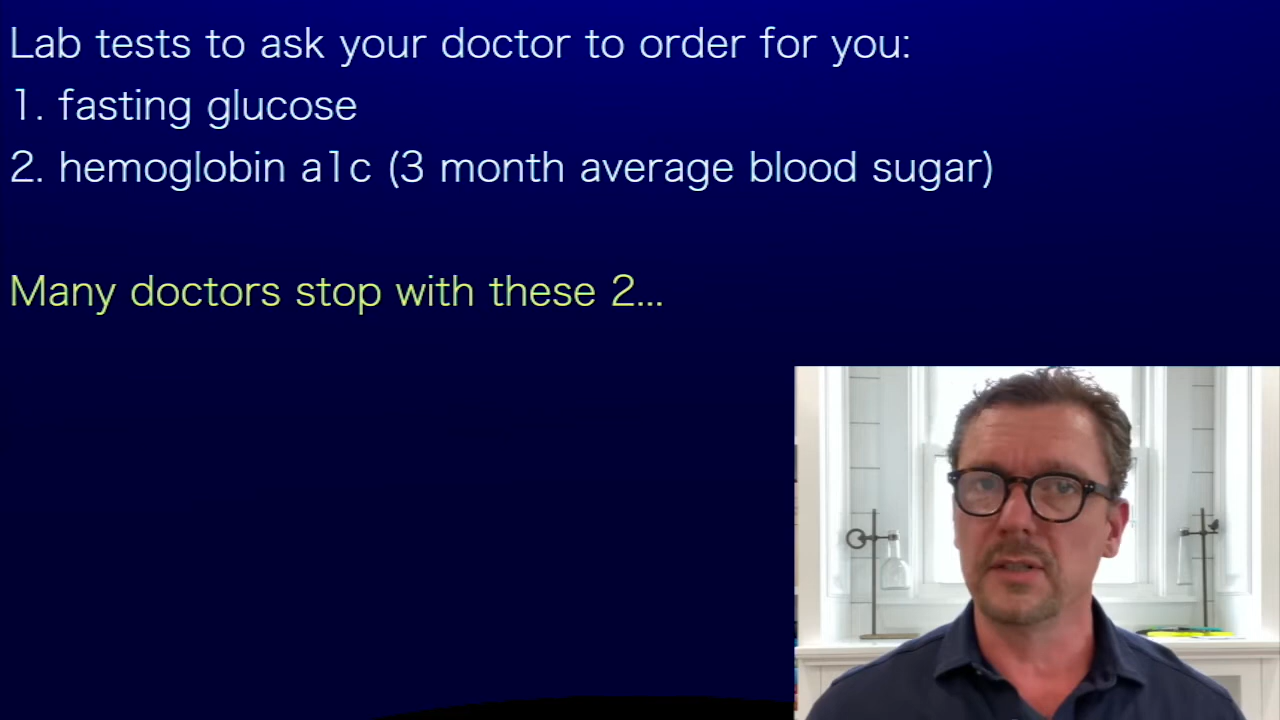 Lab tests to ask your doctor to order for you:
1. fasting glucose
2. hemoglobin a1c (3 month average blood sugar)
Many doctors stop with these 2...